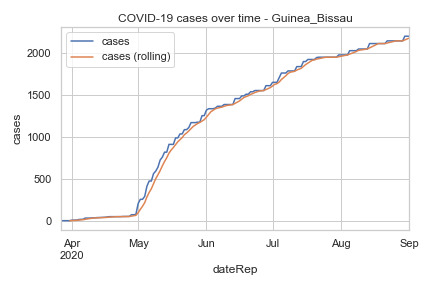 COVID-19 cases over time - Guinea_Bissau
cases
cases (rolling)
cases
2000
1500
1000
500
0
Apr
2020
May
Jun
Jul
Aug
Sep
dateRep